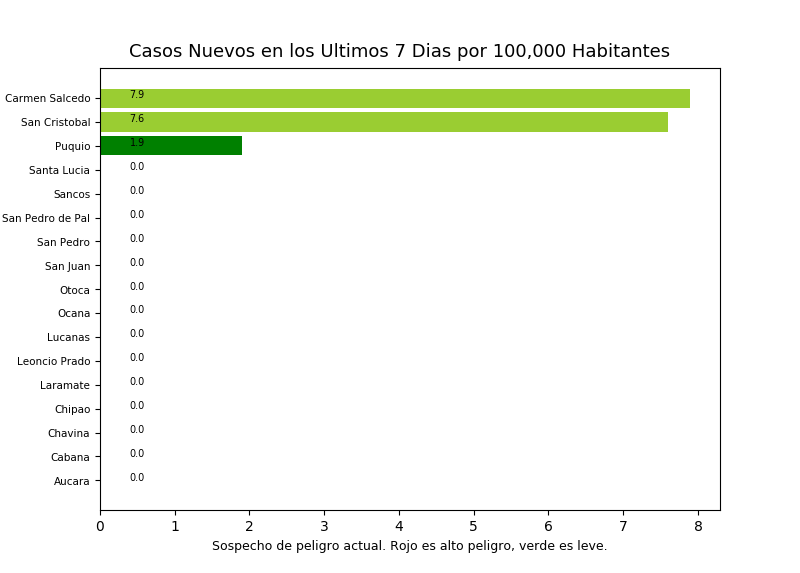 Casos Nuevos en los Ultimos 7 Dias por 100,000 Habitantes
Carmen Salcedo 7.9
San Cristobal 7.6
Puquio 1.9
Santa Lucia 0.0
Sancos 0.0
San Pedro de Pal 0.0
San Pedro 0.0
San Juan 0.0
Otoca 0.0
Ocana 0.0
Lucanas 0.0
Leoncio Prado 0.0
Laramate 0.0
Chipao 0.0
Chavina 0.0
Cabana 0.0
Aucara 0.0
0 1 2 3 4 5 6 7 8
Sospecho de peligro actual. Rojo es alto peligro, verde es leve.